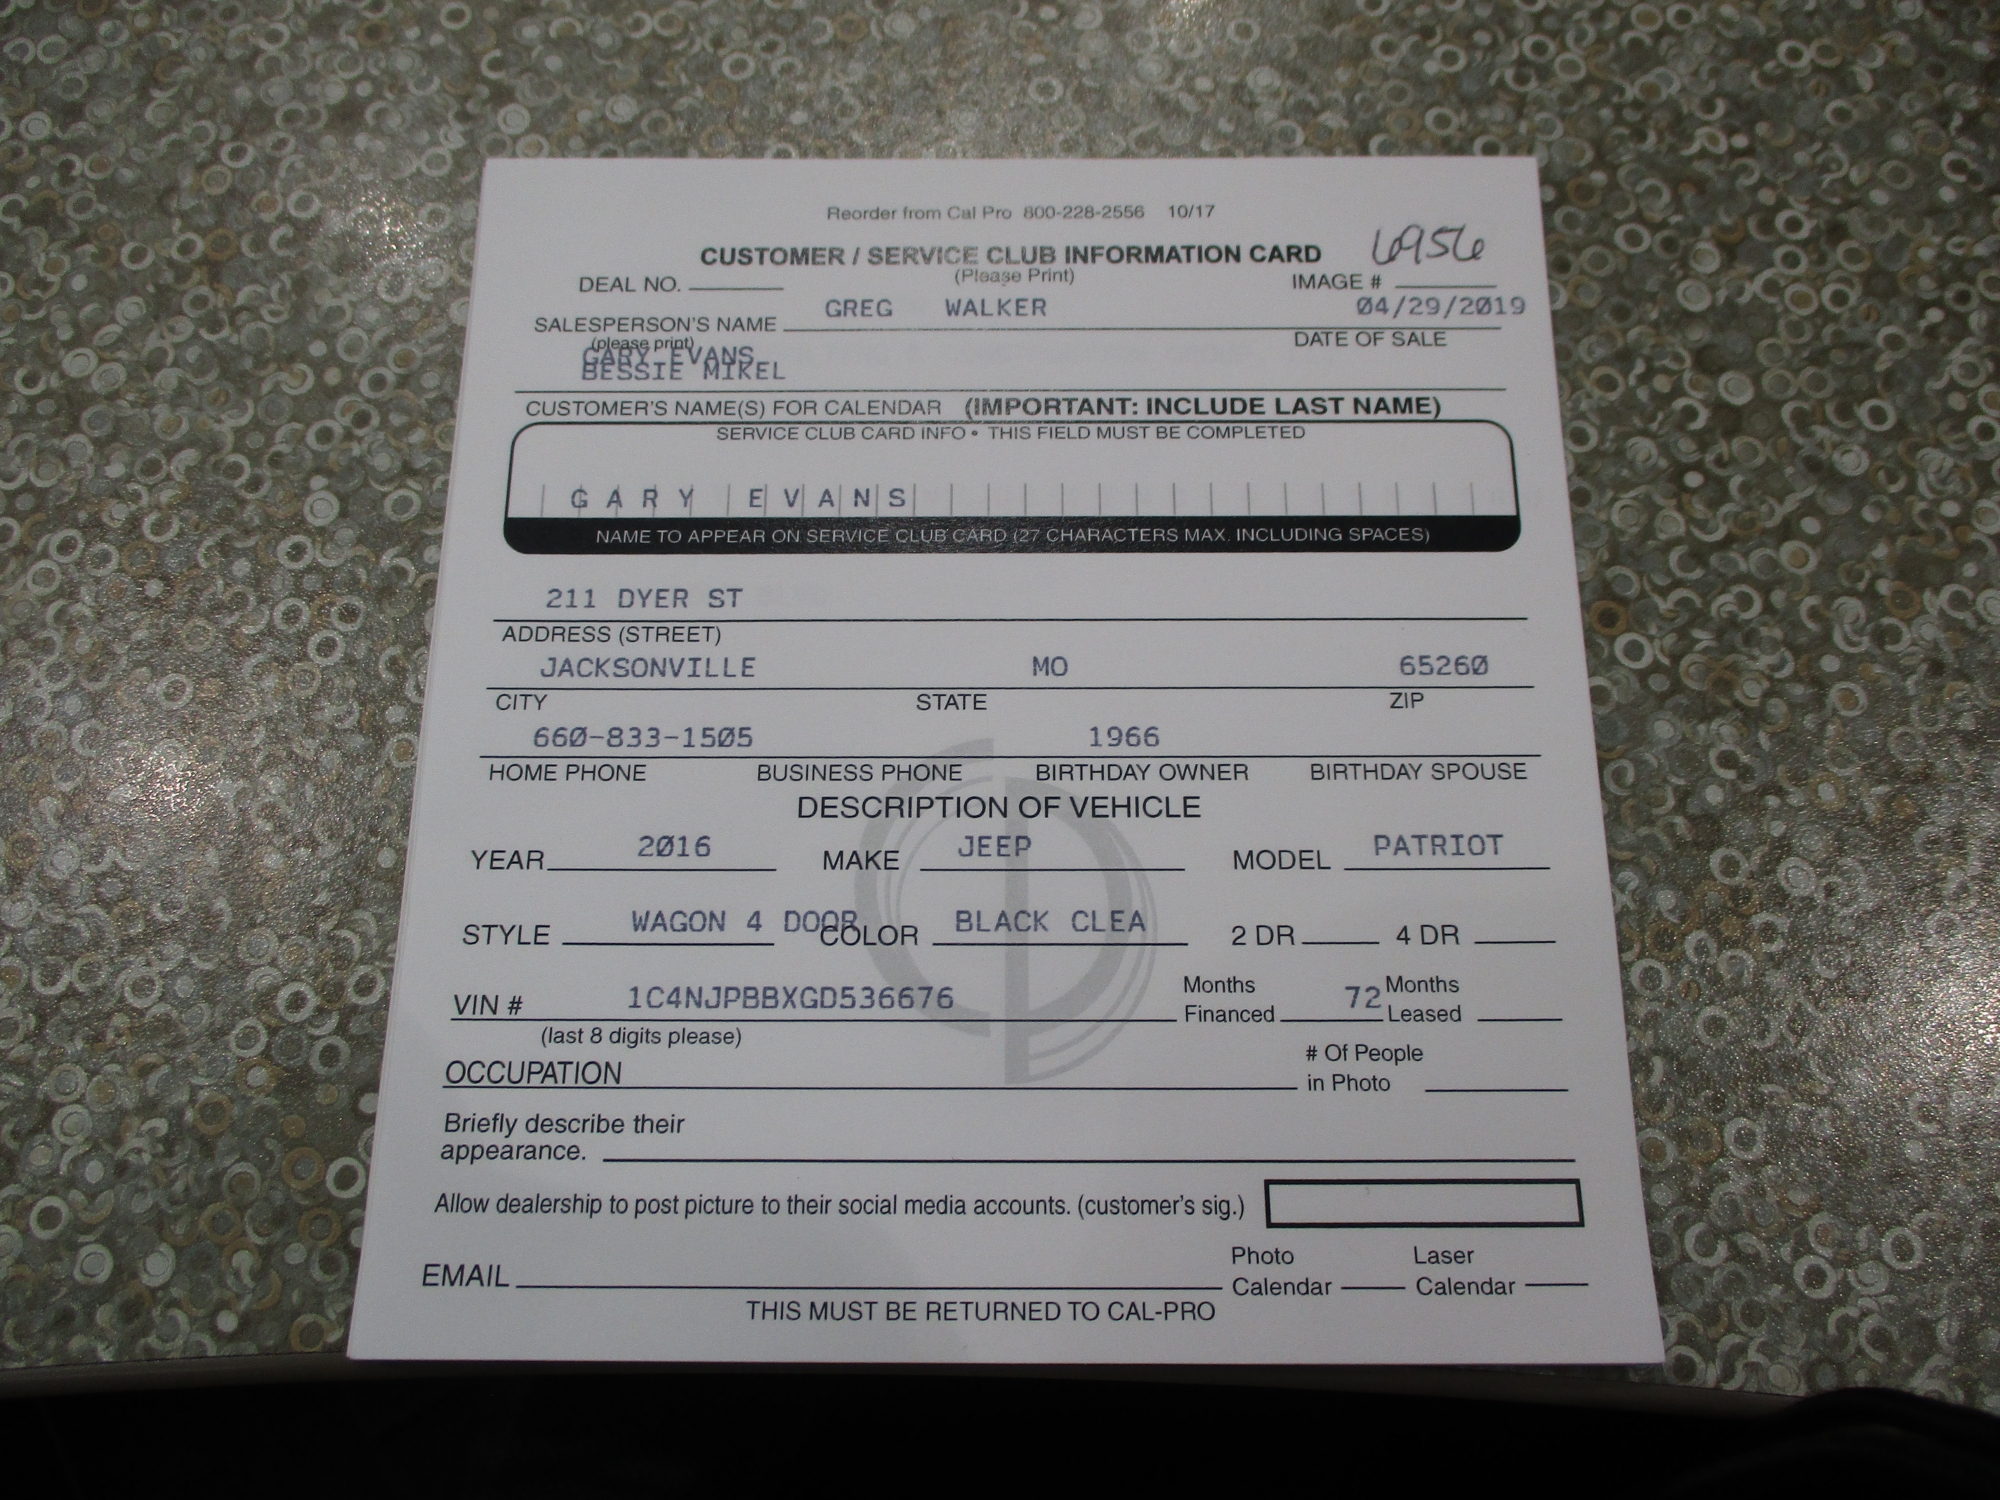 Reorder from Cal Pro 800-228-2556 10/17
CUSTOMER / SERVICE CLUB INFORMATION CARD 6956
DEAL NO. (Please Print) IMAGE #
GREG WALKER 04/29/2019
SALESPERSON'S NAME DATE OF SALE
(please print)
GARY EVANS
BESSIE MIKEL
CUSTOMER'S NAME(S) FOR CALENDAR (IMPORTANT: INCLUDE LAST NAME)
SERVICE CLUB CARD INFO • THIS FIELD MUST BE COMPLETED
GARY EVANS
NAME TO APPEAR ON SERVICE CLUB CARD (27 CHARACTERS MAX. INCLUDING SPACES)
211 DYER ST
ADDRESS (STREET)
JACKSONVILLE MO 65260
CITY STATE ZIP
660-833-1505 1966
HOME PHONE BUSINESS PHONE BIRTHDAY OWNER BIRTHDAY SPOUSE
DESCRIPTION OF VEHICLE
YEAR 2016 MAKE JEEP MODEL PATRIOT
STYLE WAGON 4 DOOR COLOR BLACK CLEA 2 DR 4 DR
VIN # 1C4NJPBBXGD536676 Months Financed 72 Months Leased
(last 8 digits please)
OCCUPATION # Of People in Photo
Briefly describe their
appearance.
Allow dealership to post picture to their social media accounts. (customer's sig.)
EMAIL Photo Calendar Laser Calendar
THIS MUST BE RETURNED TO CAL-PRO